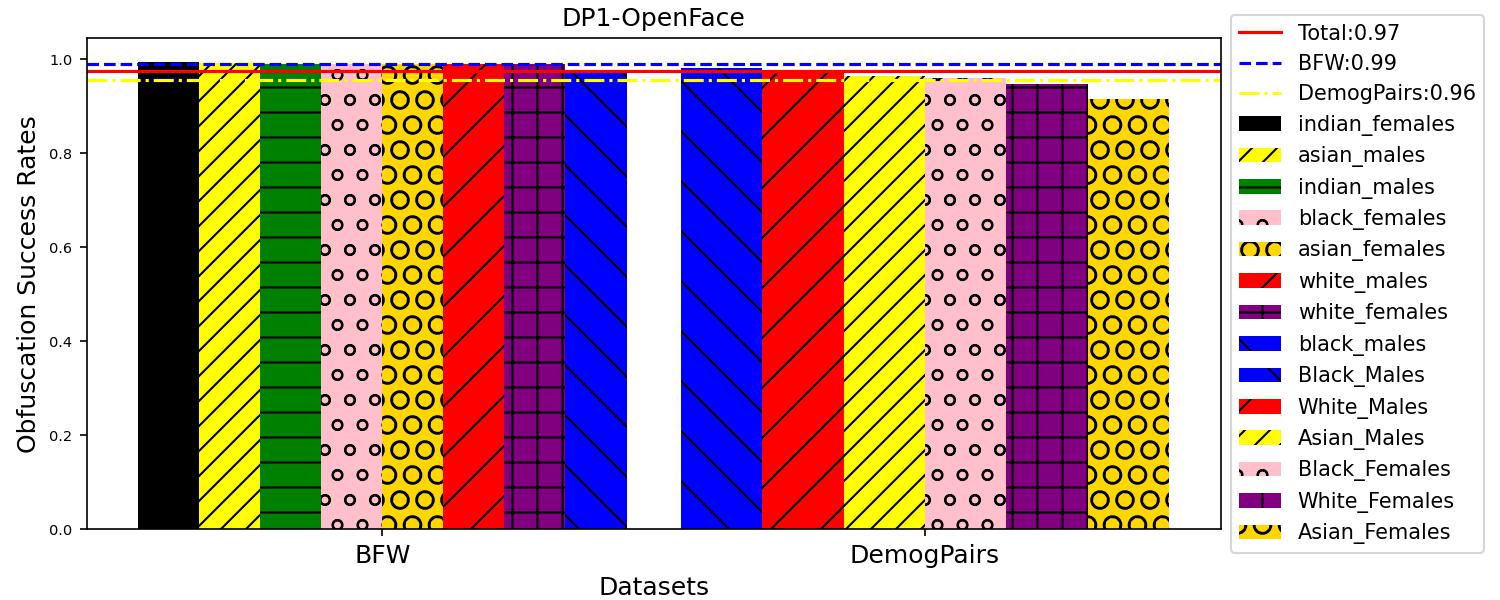 DP1-OpenFace
Obfuscation Success Rates
1.0
0.8
0.6
0.4
0.2
0.0
BFW
DemogPairs
Datasets
Total:0.97
BFW:0.99
DemogPairs:0.96
indian_females
asian_males
indian_males
black_females
asian_females
white_males
white_females
black_males
Black_Males
White_Males
Asian_Males
Black_Females
White_Females
Asian_Females